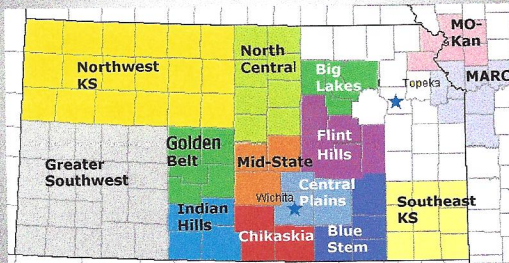 MO-
Kan
MARC
Topeka
Northwest
KS
North
Central
Big
Lakes
Flint
Hills
Golden
Belt
Mid-State
Greater
Southwest
Wichita
Central
Plains
Southeast
KS
Indian
Hills
Chikaskia
Blue
Stem